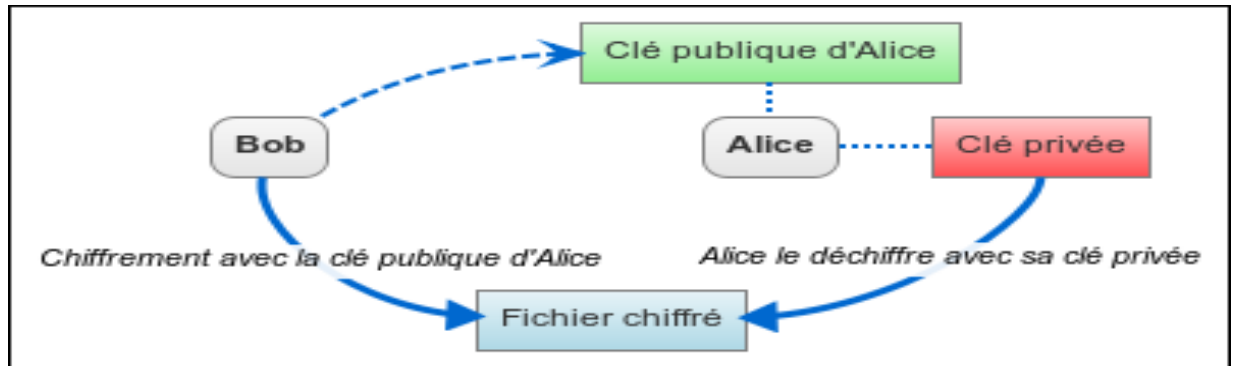 Clé publique d'Alice
Bob
Alice
Clé privée
Chiffrement avec la clé publique d'Alice
Alice le déchiffre avec sa clé privée
Fichier chiffré